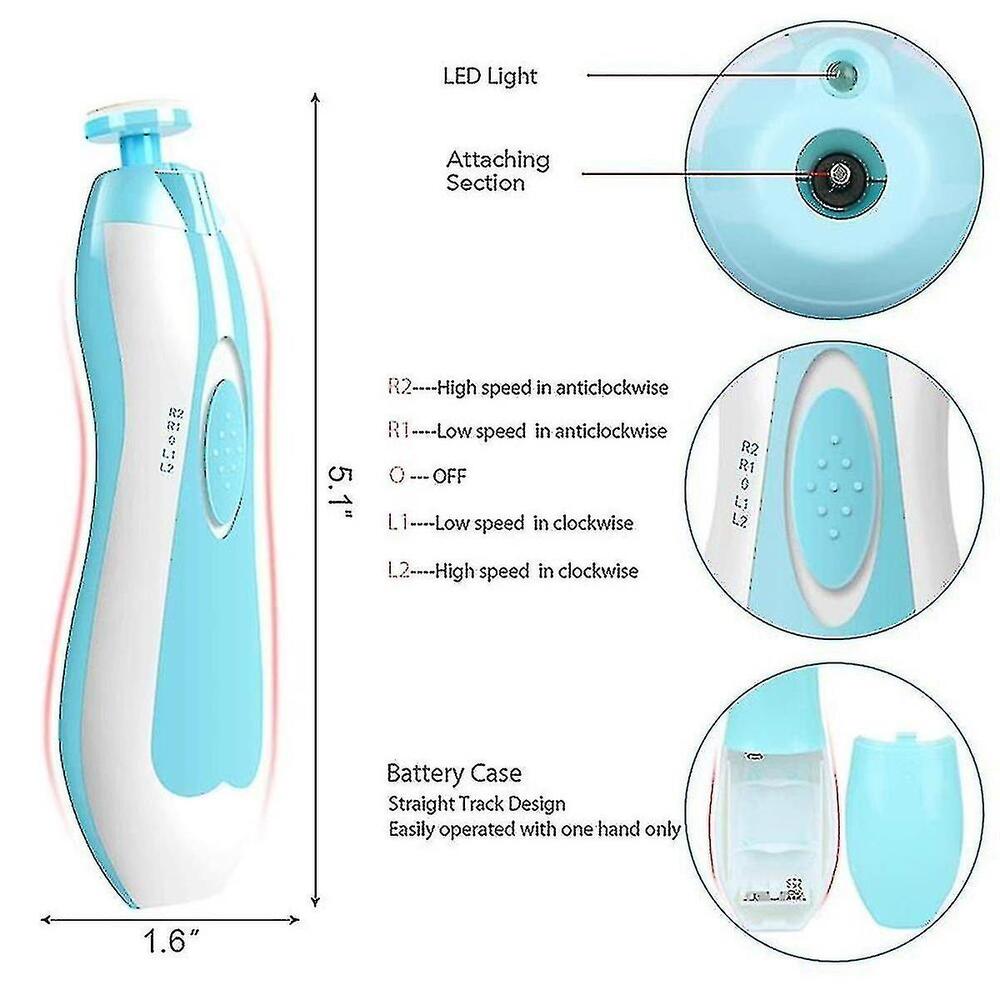 LED Light
Attaching
Section
R2
R1
0
L1
L2
5.1"
R2----High speed in anticlockwise
R1----Low speed in anticlockwise
O --- OFF
L1----Low speed in clockwise
L2----High speed in clockwise
R2
R1
0
L1
L2
Battery Case
Straight Track Design
Easily operated with one hand only
1.6"